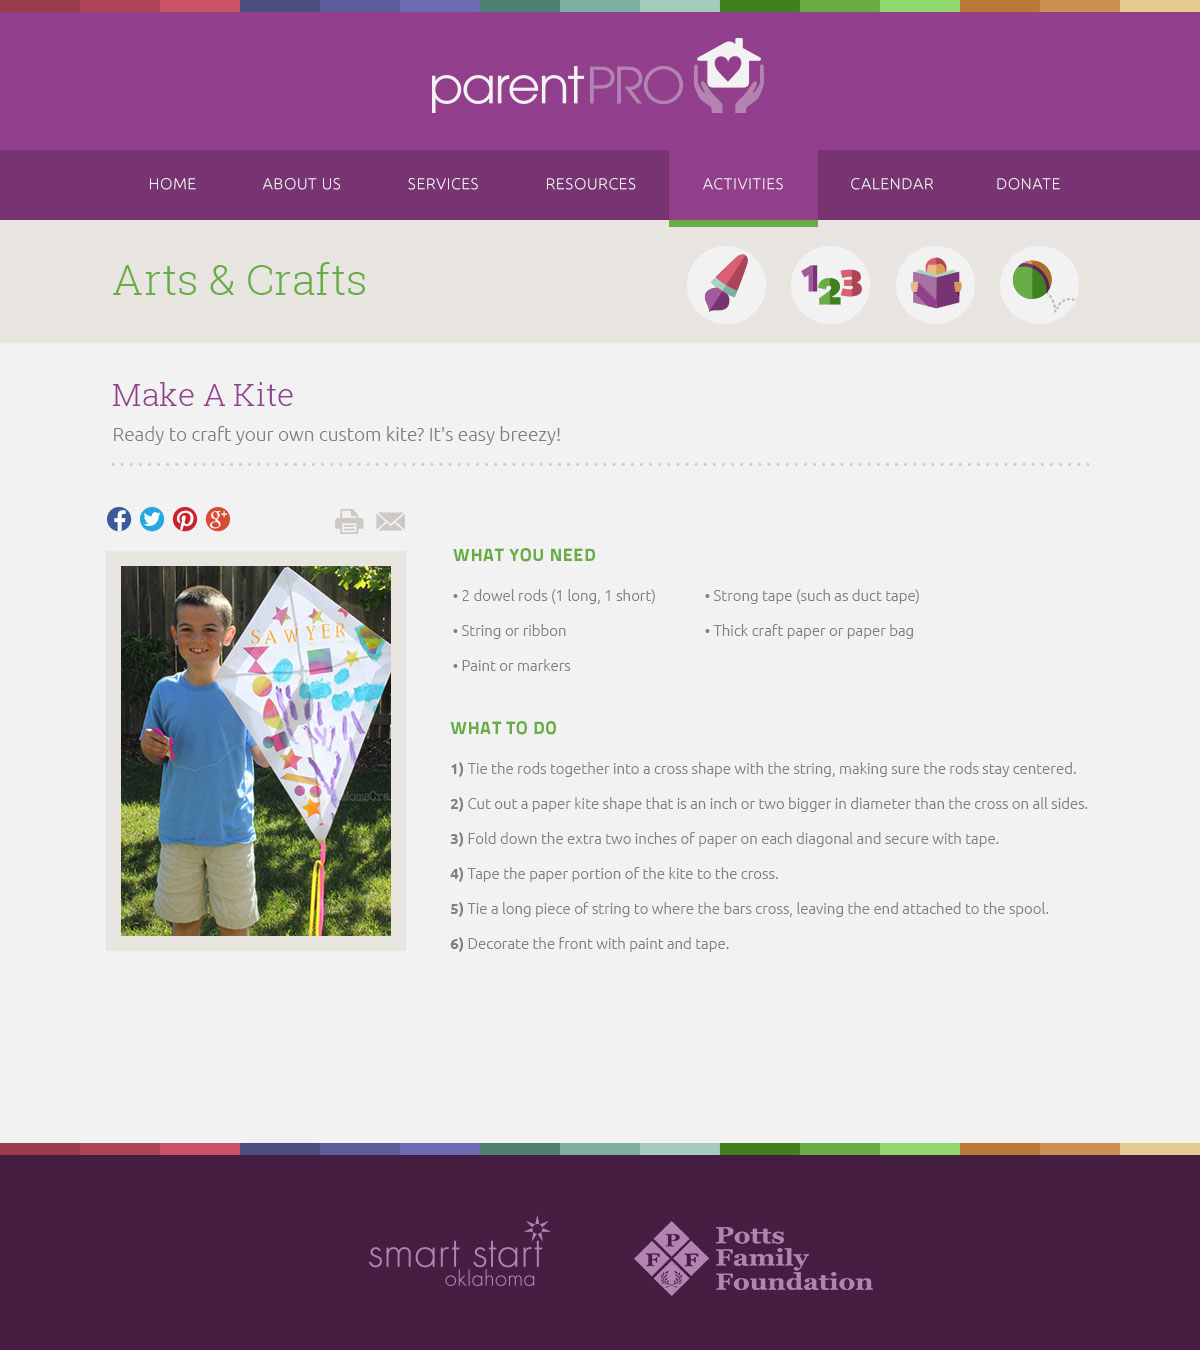 parentPRO
HOME
ABOUT US
SERVICES
RESOURCES
ACTIVITIES
CALENDAR
DONATE
Arts & Crafts
123
Make A Kite
Ready to craft your own custom kite? It's easy breezy!
WHAT YOU NEED
• 2 dowel rods (1 long, 1 short)
• Strong tape (such as duct tape)
• String or ribbon
• Thick craft paper or paper bag
• Paint or markers
SAWYER
WHAT TO DO
1) Tie the rods together into a cross shape with the string, making sure the rods stay centered.
2) Cut out a paper kite shape that is an inch or two bigger in diameter than the cross on all sides.
3) Fold down the extra two inches of paper on each diagonal and secure with tape.
4) Tape the paper portion of the kite to the cross.
5) Tie a long piece of string to where the bars cross, leaving the end attached to the spool.
6) Decorate the front with paint and tape.
smart start
oklahoma
P
F F
Potts
Family
Foundation